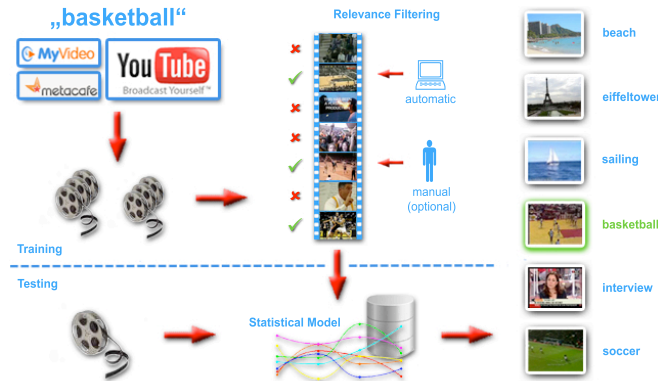 „basketball“
MyVideo
metacafe
YouTube
Broadcast Yourself™
Training
Relevance Filtering
automatic
manual
(optional)
Testing
Statistical Model
beach
eiffeltower
sailing
basketball
interview
soccer